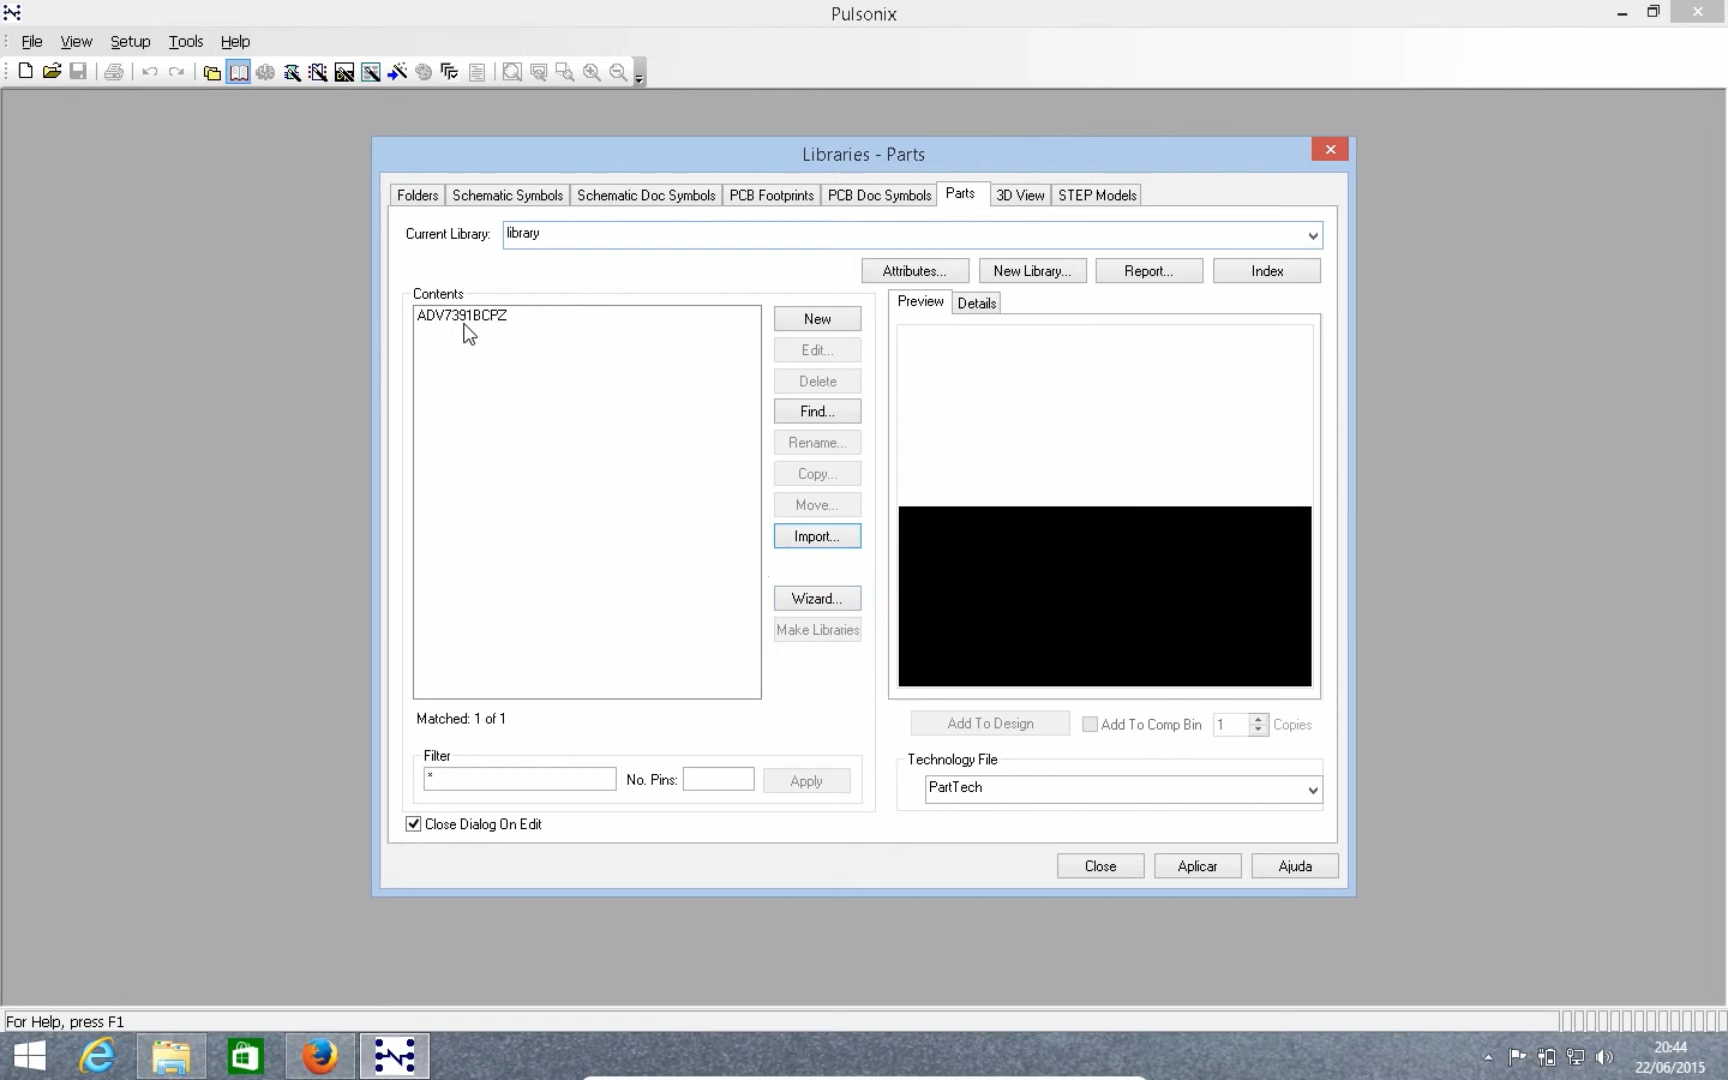 Pulsonix
File View Setup Tools Help
Libraries - Parts
Folders Schematic Symbols Schematic Doc Symbols PCB Footprints PCB Doc Symbols Parts 3D View STEP Models
Current Library: library
Attributes... New Library... Report... Index
Contents
ADV7391BCPZ
New
Edit...
Delete
Find...
Rename...
Copy...
Move...
Import...
Wizard...
Make Libraries
Preview Details
Matched: 1 of 1
Add To Design Add To Comp Bin 1 Copies
Filter
* No. Pins: Apply
Technology File
PartTech
Close Dialog On Edit
Close Aplicar Ajuda
For Help, press F1
20:44
22/06/2015